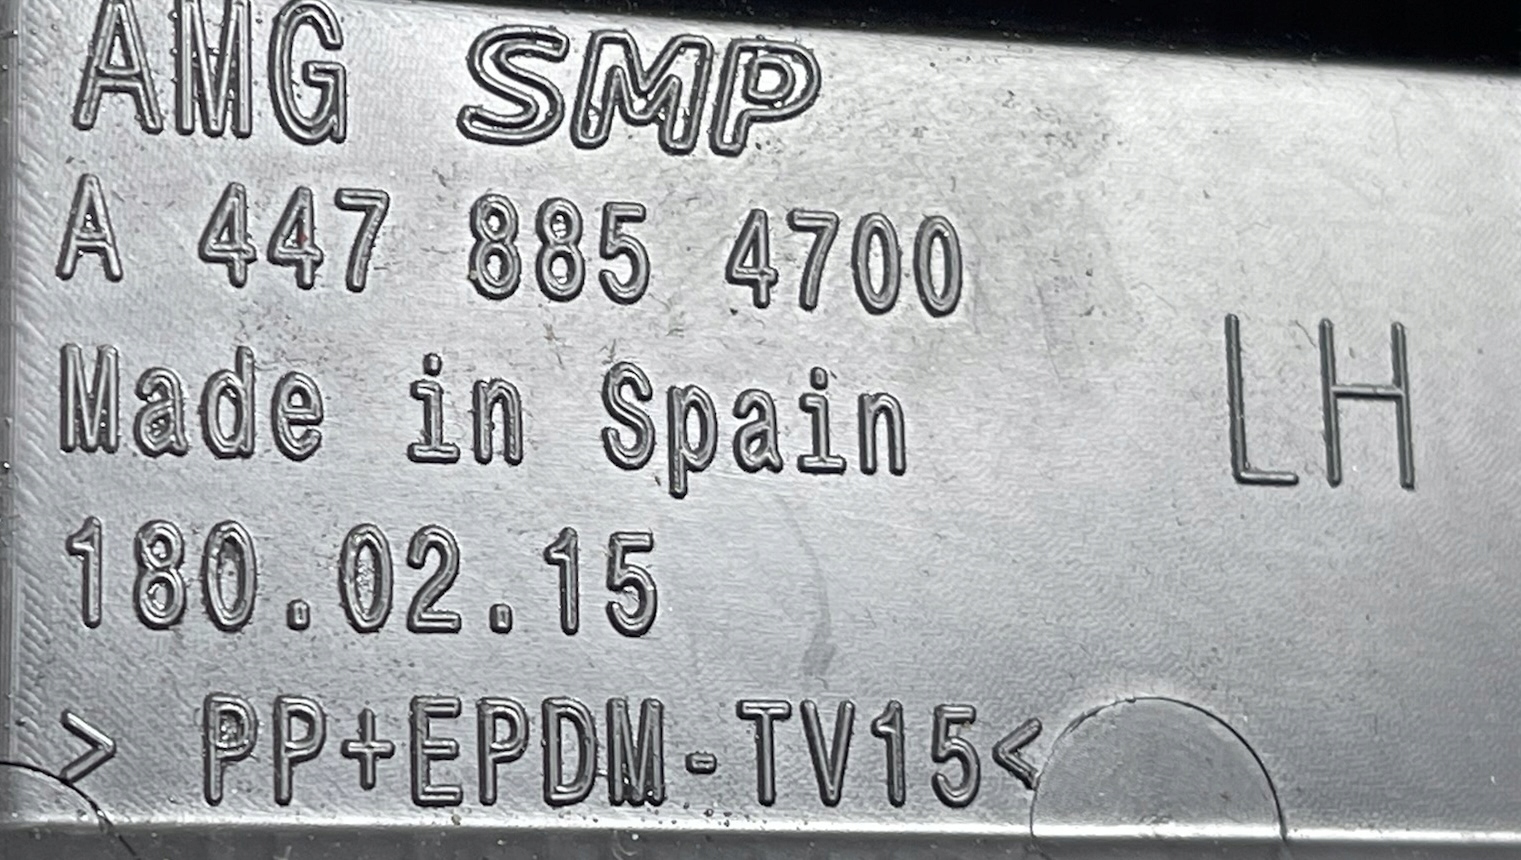 AMG SMP
A 447 885 4700
Made in Spain
LH
180.02.15
> PP+EPDM-TV15<